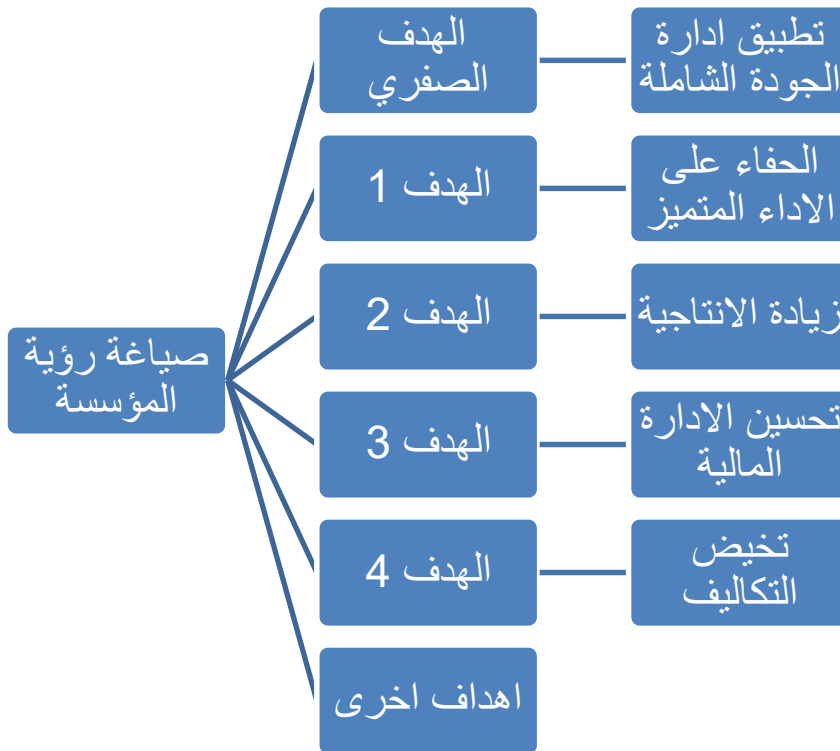 صياغة رؤية
المؤسسة
الهدف
الصفري
تطبيق ادارة
الجودة الشاملة
الهدف 1
الحفاء على
الاداء المتميز
الهدف 2
زيادة الانتاجية
الهدف 3
تحسين الادارة
المالية
الهدف 4
تخيض
التكاليف
اهداف اخرى